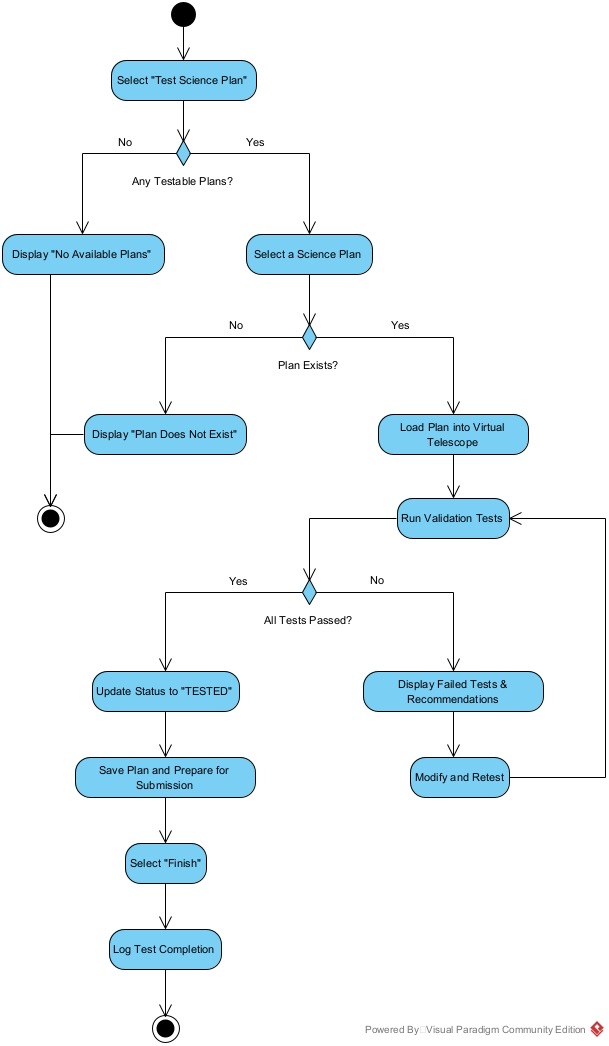 Select "Test Science Plan"
No
Yes
Any Testable Plans?
Display "No Available Plans"
Select a Science Plan
No
Yes
Plan Exists?
Display "Plan Does Not Exist"
Load Plan into Virtual
Telescope
Run Validation Tests
Yes
No
All Tests Passed?
Update Status to "TESTED"
Display Failed Tests &
Recommendations
Save Plan and Prepare for
Submission
Modify and Retest
Select "Finish"
Log Test Completion
Powered By Visual Paradigm Community Edition